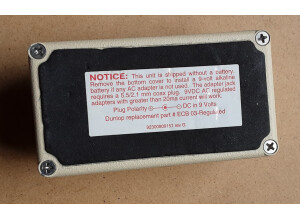 NOTICE: This unit is shipped without a battery.
Remove the bottom cover to install a 9-volt alkaline
battery if any AC adapter is not used. The adapter jack
requires a 5.5/2.1 mm coax plug. 9VDC AC regulated
adapters with greater than 20ma current will work.
Plug Polarity DC in 9 Volts
Dunlop replacement part # ECB 03-Regulated
rev B